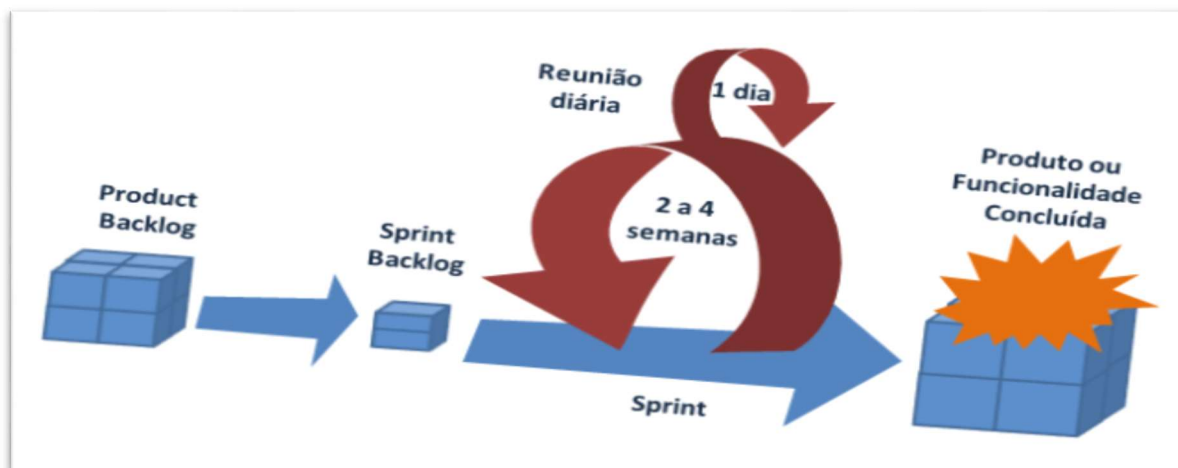 Product
Backlog
Sprint
Backlog
Reunião
diária
1 dia
2 a 4
semanas
Sprint
Produto ou
Funcionalidade
Concluída